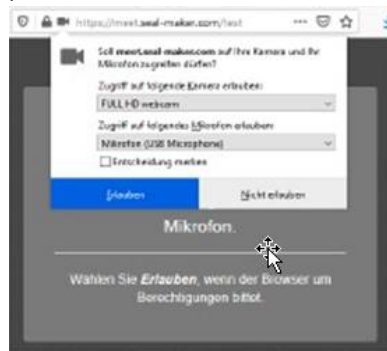 https://meet.seal-maker.com/test
Soll meet.seal-maker.com auf Ihre Kamera und Ihr
Mikrofon zugreifen dürfen?
Zugriff auf folgende Kamera erlauben:
FULL HD webcam
Zugriff auf folgendes Mikrofon erlauben:
Mikrofon (USB Microphone)
Entscheidung merken
Erlauben
Nicht erlauben
Mikrofon.
Wählen Sie Erlauben, wenn der Browser um
Berechtigungen bittet.